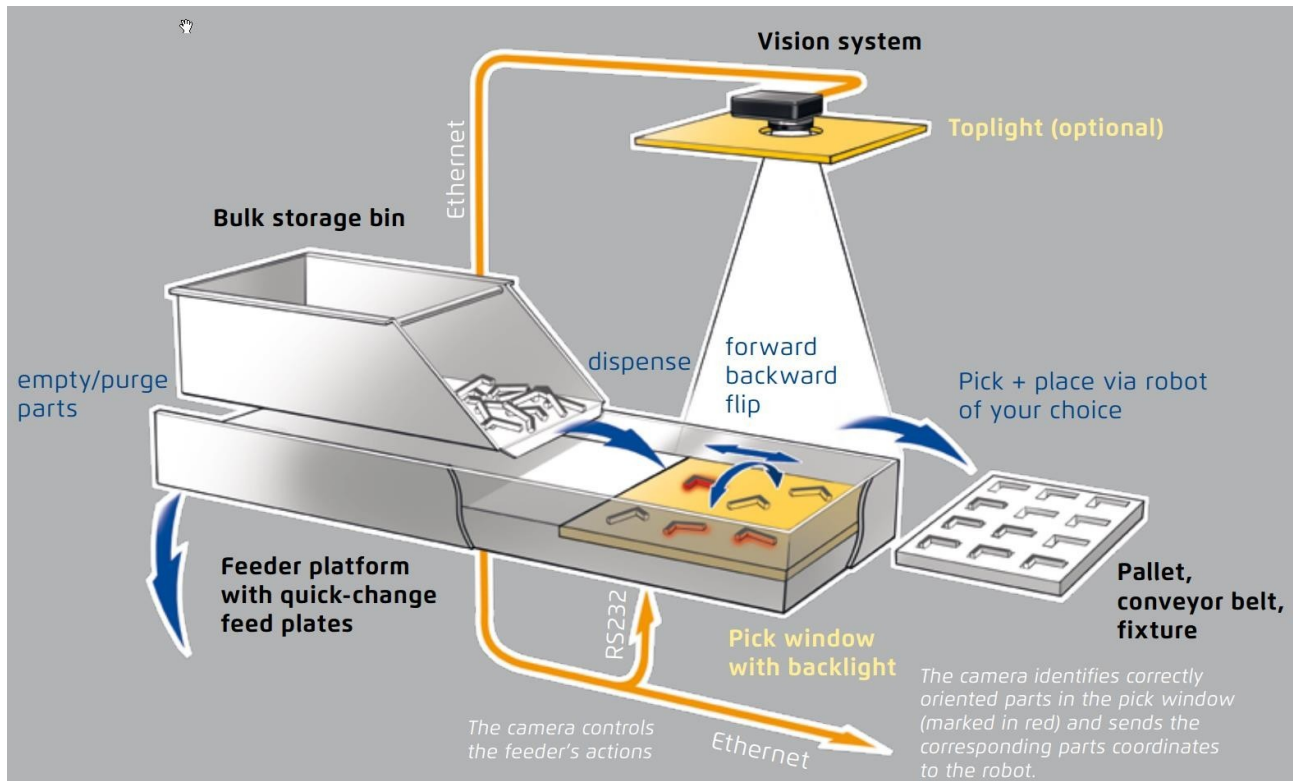 Vision system
Toplight (optional)
Ethernet
Bulk storage bin
dispense
forward
backward
flip
empty/purge
parts
Pick + place via robot
of your choice
Feeder platform
with quick-change
feed plates
RS232
Pick window
with backlight
Pallet,
conveyor belt,
fixture
The camera controls
the feeder's actions
Ethernet
The camera identifies correctly
oriented parts in the pick window
(marked in red) and sends the
corresponding parts coordinates
to the robot.